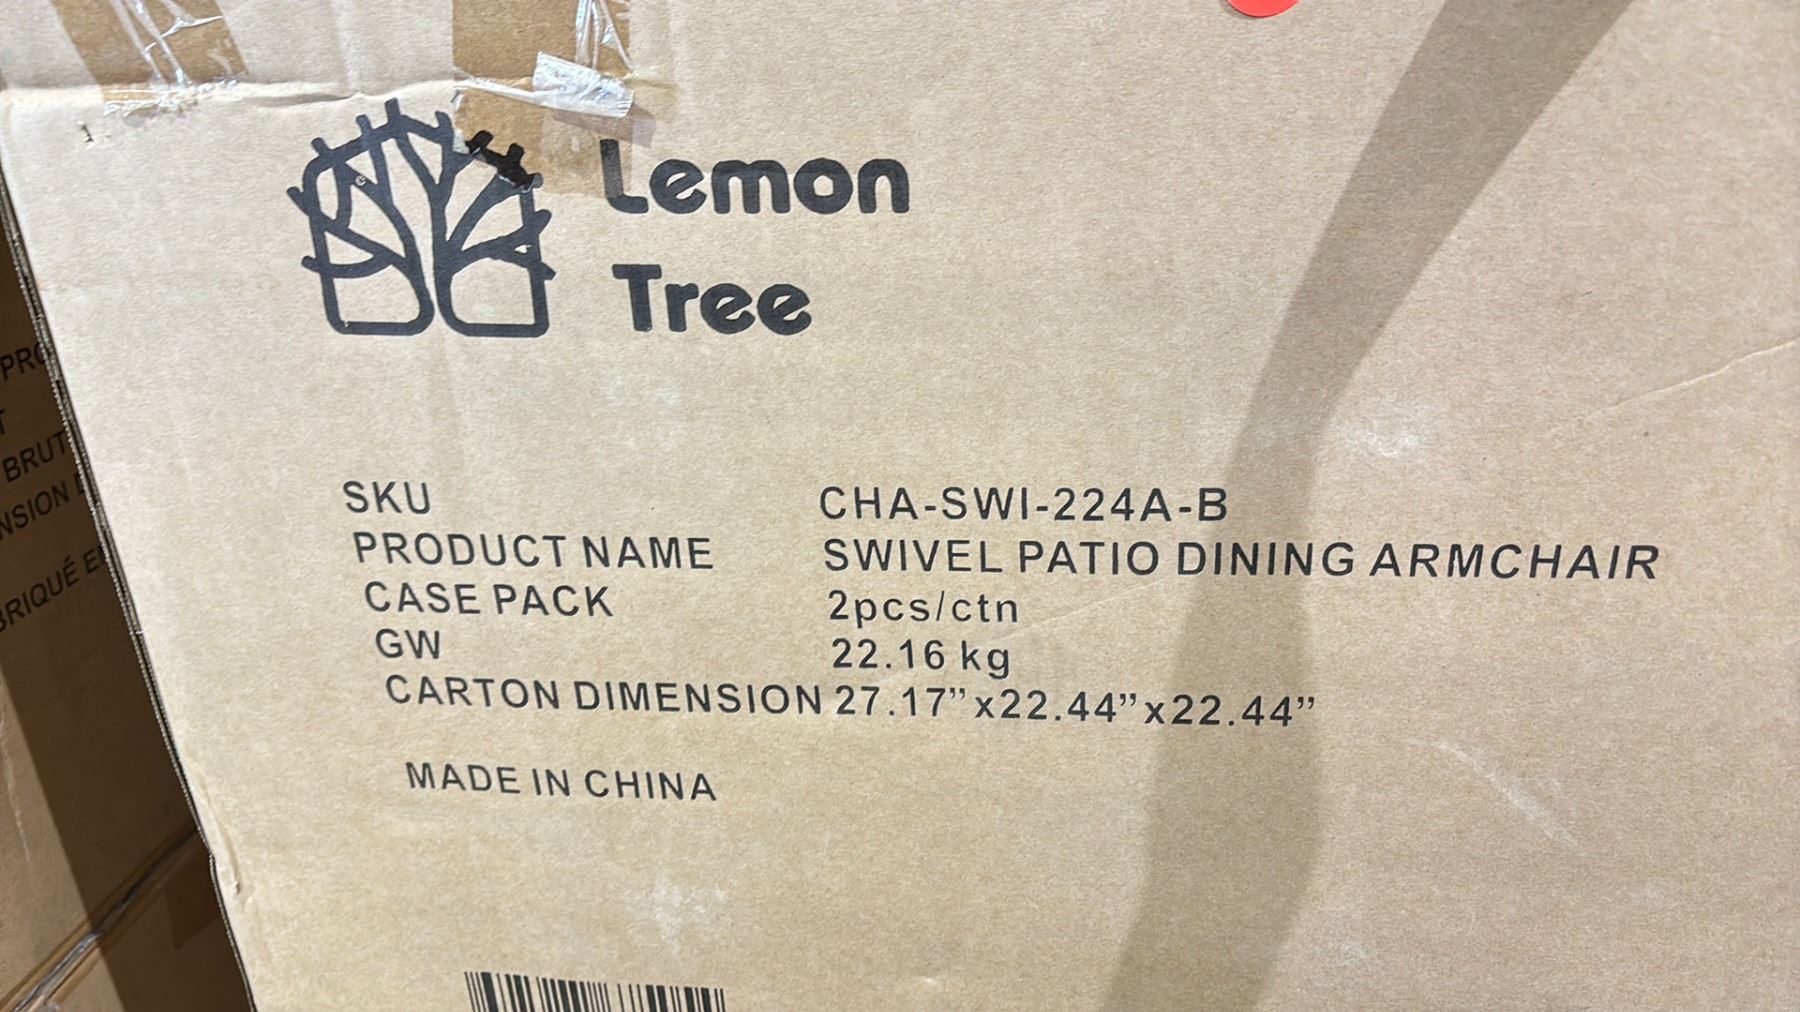 Lemon
Tree
SKU CHA-SWI-224A-B
PRODUCT NAME SWIVEL PATIO DINING ARMCHAIR
CASE PACK 2pcs/ctn
GW 22.16 kg
CARTON DIMENSION 27.17”x22.44”x22.44”
MADE IN CHINA
BRUT